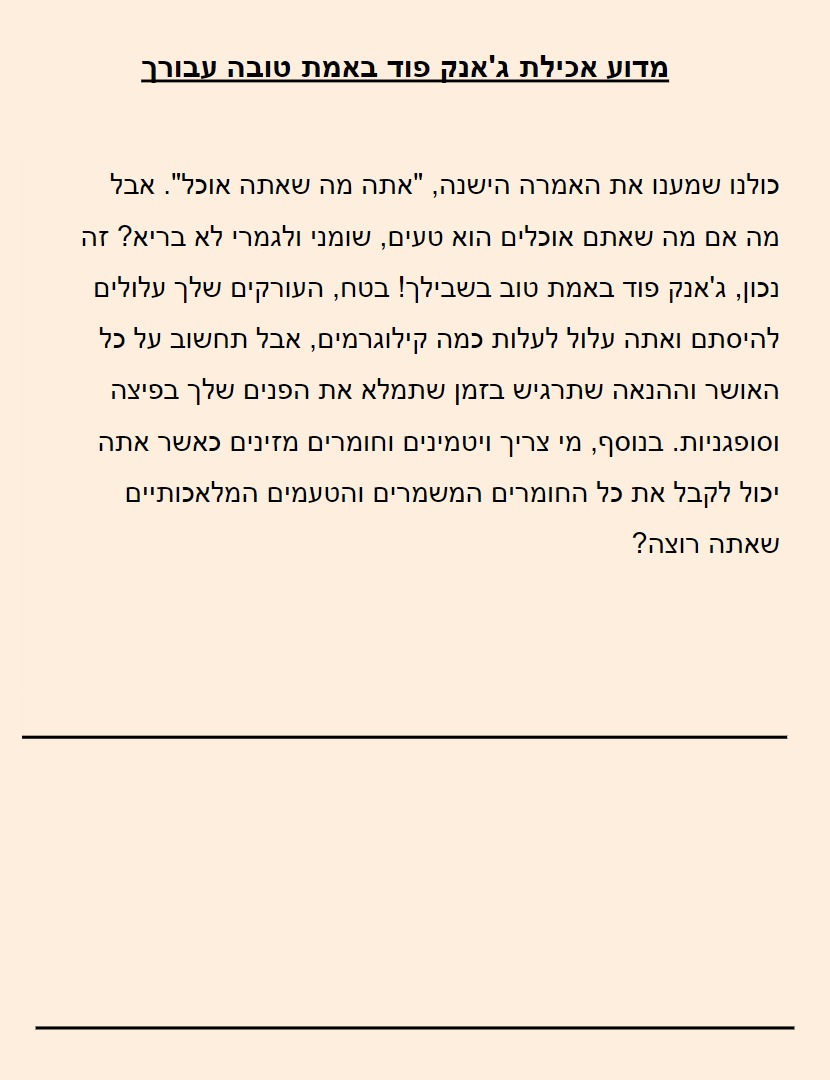 מדוע אכילת ג'אנק פוד באמת טובה עבורך
כולנו שמענו את האמרה הישנה, "אתה מה שאתה אוכל". אבל
מה אם מה שאתם אוכלים הוא טעים, שומני ולגמרי לא בריא? זה
נכון, ג'אנק פוד באמת טוב בשבילך! בטח, העורקים שלך עלולים
להיסתם ואתה עלול לעלות כמה קילוגרמים, אבל תחשוב על כל
האושר וההנאה שתרגיש בזמן שתמלא את הפנים שלך בפיצה
וסופגניות. בנוסף, מי צריך ויטמינים וחומרים מזינים כאשר אתה
יכול לקבל את כל החומרים המשמרים והטעמים המלאכותיים
שאתה רוצה?